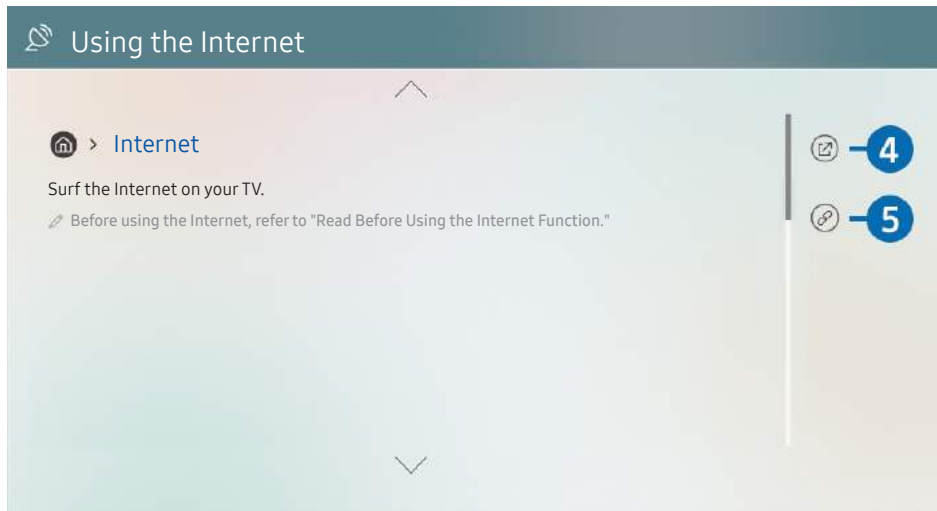 Using the Internet
> Internet
4
Surf the Internet on your TV.
5
Before using the Internet, refer to "Read Before Using the Internet Function."